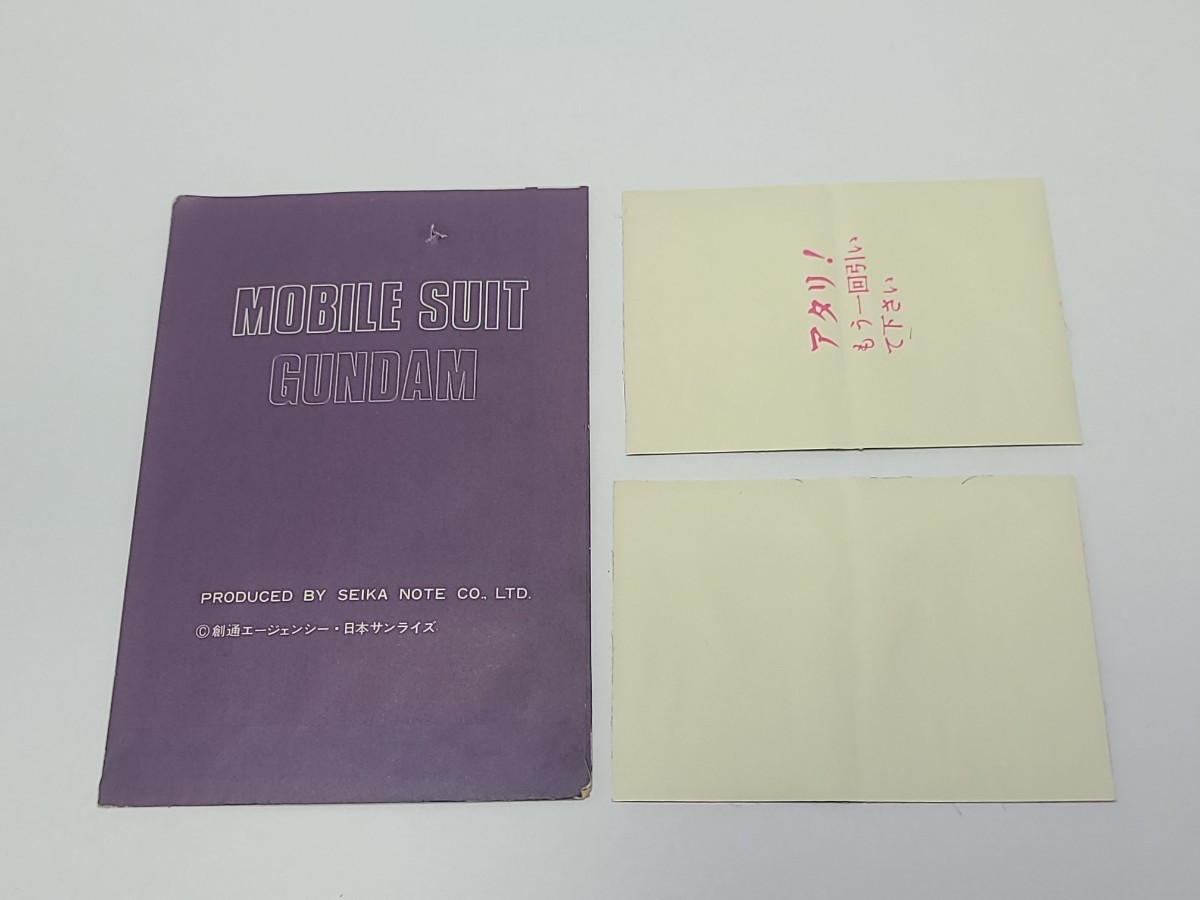 MOBILE SUIT
GUNDAM
PRODUCED BY SEIKA NOTE CO., LTD.
©創通エージェンシー・日本サンライズ
アタリ!
もう一回引い
て下さい